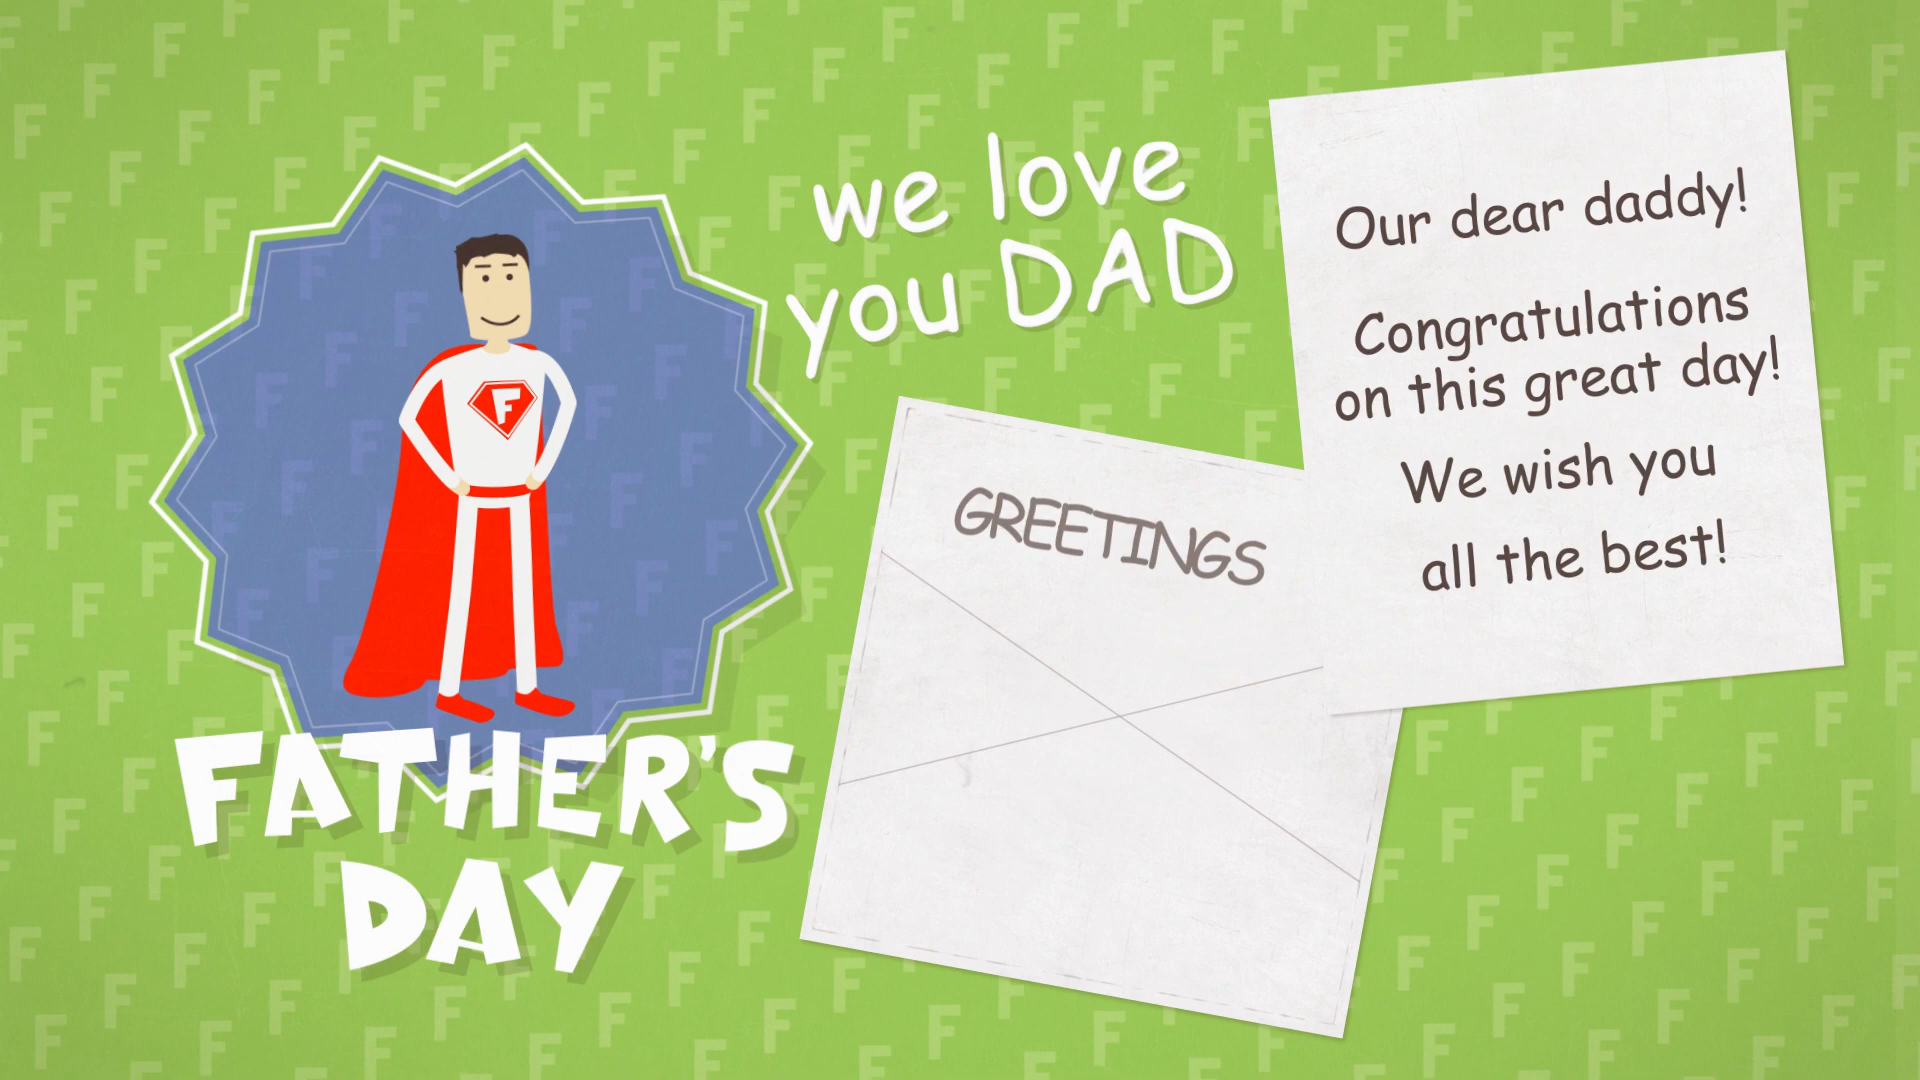 we love
you DAD
Our dear daddy!
Congratulations
on this great day!
We wish you
all the best!
GREETINGS
F
FATHER'S
DAY